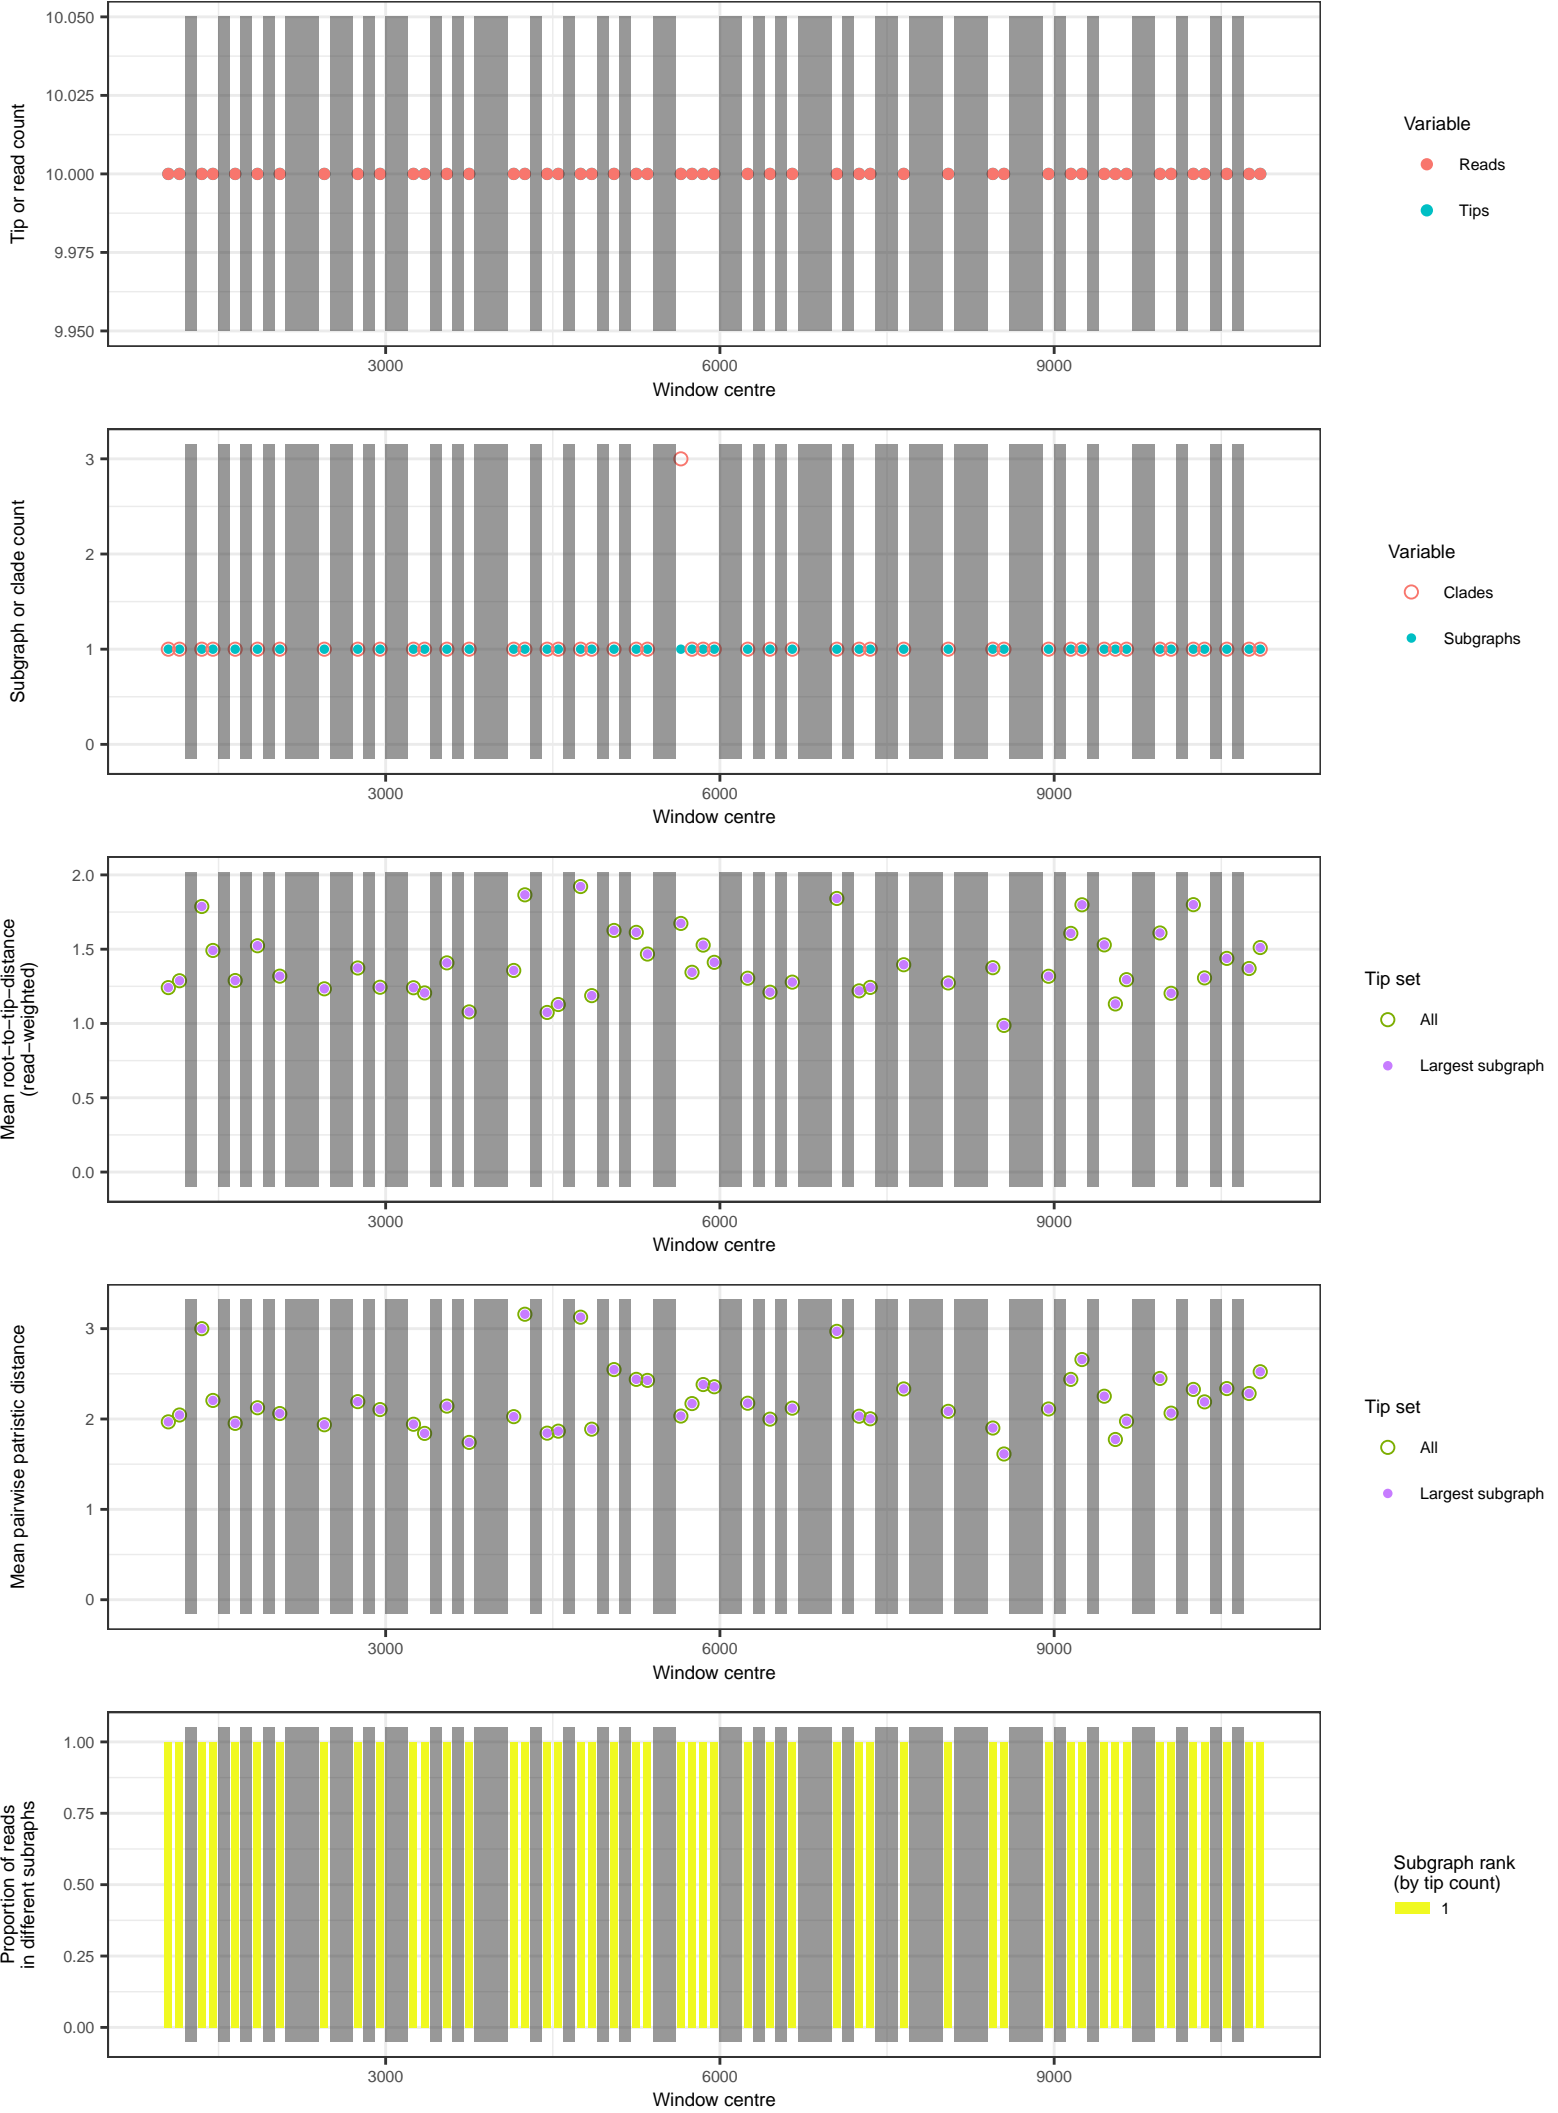 10.050
10.025
10.000
9.975
9.950
Tip or read count
3000
6000
9000
Window centre
Variable
Reads
Tips
3
2
1
0
Subgraph or clade count
3000
6000
9000
Window centre
Variable
Clades
Subgraphs
2.0
1.5
1.0
0.5
0.0
Mean root−to−tip−distance
(read−weighted)
3000
6000
9000
Window centre
Tip set
All
Largest subgraph
3
2
1
0
Mean pairwise patristic distance
3000
6000
9000
Window centre
Tip set
All
Largest subgraph
1.00
0.75
0.50
0.25
0.00
Proportion of reads
in different subraphs
3000
6000
9000
Window centre
Subgraph rank
(by tip count)
1